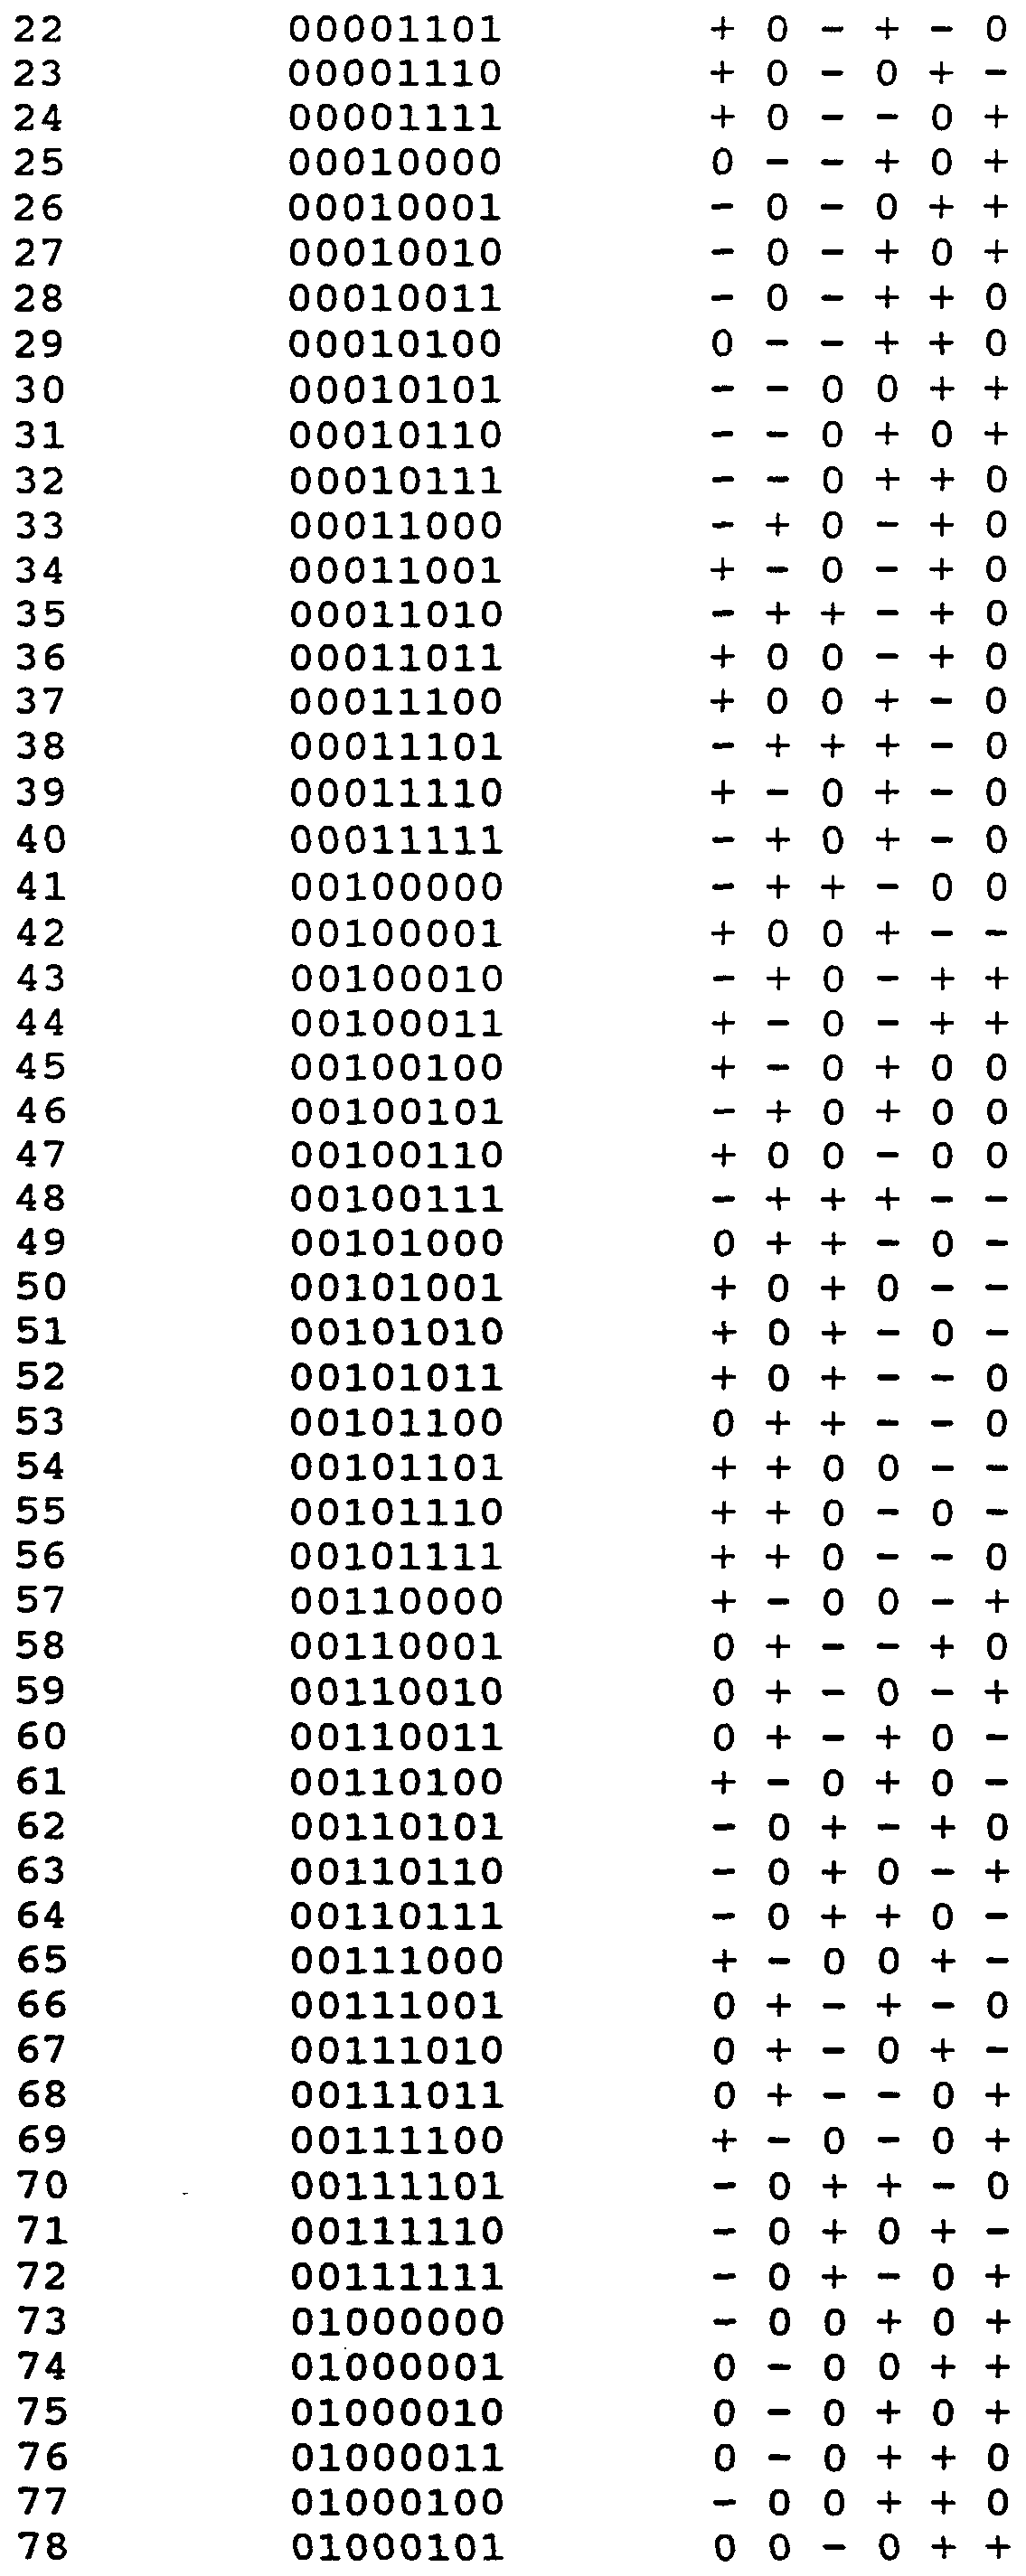 22 00001101 + 0 - + - 0
23 00001110 + 0 - 0 + -
24 00001111 + 0 - - 0 +
25 00010000 0 - - + 0 +
26 00010001 - 0 - 0 + +
27 00010010 - 0 - + 0 +
28 00010011 - 0 - + + 0
29 00010100 0 - - + + 0
30 00010101 - - 0 0 + +
31 00010110 - - 0 + 0 +
32 00010111 - - 0 + + 0
33 00011000 - + 0 - + 0
34 00011001 + - 0 - + 0
35 00011010 - + + - + 0
36 00011011 + 0 0 - + 0
37 00011100 + 0 0 + - 0
38 00011101 - + + + - 0
39 00011110 + - 0 + - 0
40 00011111 - + 0 + - 0
41 00100000 - + + - 0 0
42 00100001 + 0 0 + - -
43 00100010 - + 0 - + +
44 00100011 + - 0 - + +
45 00100100 + - 0 + 0 0
46 00100101 - + 0 + 0 0
47 00100110 + 0 0 - 0 0
48 00100111 - + + + - -
49 00101000 0 + + - 0 -
50 00101001 + 0 + 0 - -
51 00101010 + 0 + - 0 -
52 00101011 + 0 + - - 0
53 00101100 0 + + - - 0
54 00101101 + + 0 0 - -
55 00101110 + + 0 - 0 -
56 00101111 + + 0 - - 0
57 00110000 + - 0 0 - +
58 00110001 0 + - - + 0
59 00110010 0 + - 0 - +
60 00110011 0 + - + 0 -
61 00110100 + - 0 + 0 -
62 00110101 - 0 + - + 0
63 00110110 - 0 + 0 - +
64 00110111 - 0 + + 0 -
65 00111000 + - 0 0 + -
66 00111001 0 + - + - 0
67 00111010 0 + - 0 + -
68 00111011 0 + - - 0 +
69 00111100 + - 0 - 0 +
70 00111101 - 0 + + - 0
71 00111110 - 0 + 0 + -
72 00111111 - 0 + - 0 +
73 01000000 - 0 0 + 0 +
74 01000001 0 - 0 0 + +
75 01000010 0 - 0 + 0 +
76 01000011 0 - 0 + + 0
77 01000100 - 0 0 + + 0
78 01000101 0 0 - 0 + +